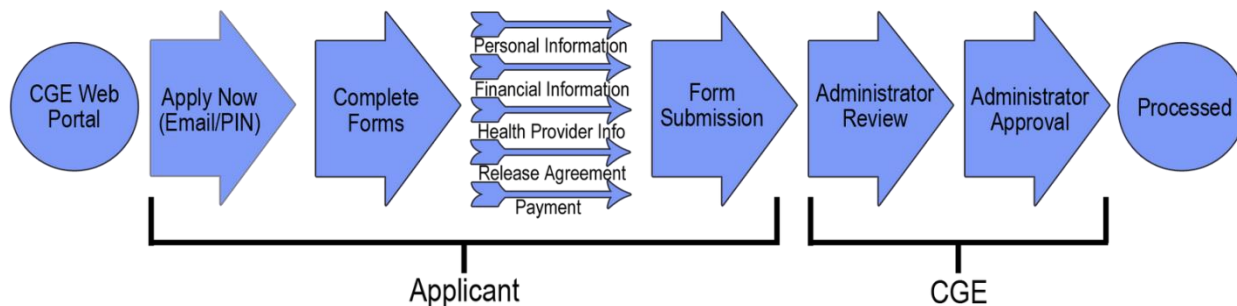 CGE Web
Portal
Apply Now
(Email/PIN)
Complete
Forms
Personal Information
Financial Information
Health Provider Info
Release Agreement
Payment
Form
Submission
Administrator
Review
Administrator
Approval
Processed
Applicant
CGE